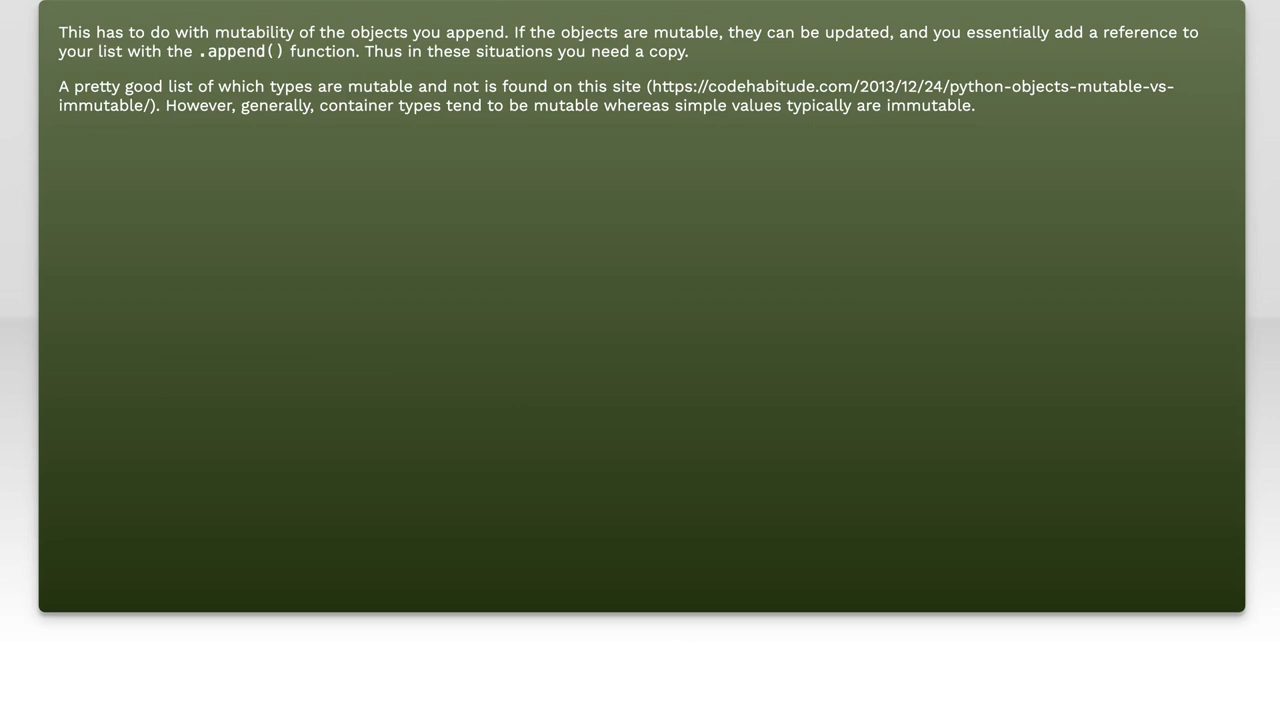 This has to do with mutability of the objects you append. If the objects are mutable, they can be updated, and you essentially add a reference to
your list with the .append() function. Thus in these situations you need a copy.
A pretty good list of which types are mutable and not is found on this site (https://codehabitude.com/2013/12/24/python-objects-mutable-vs-
immutable/). However, generally, container types tend to be mutable whereas simple values typically are immutable.